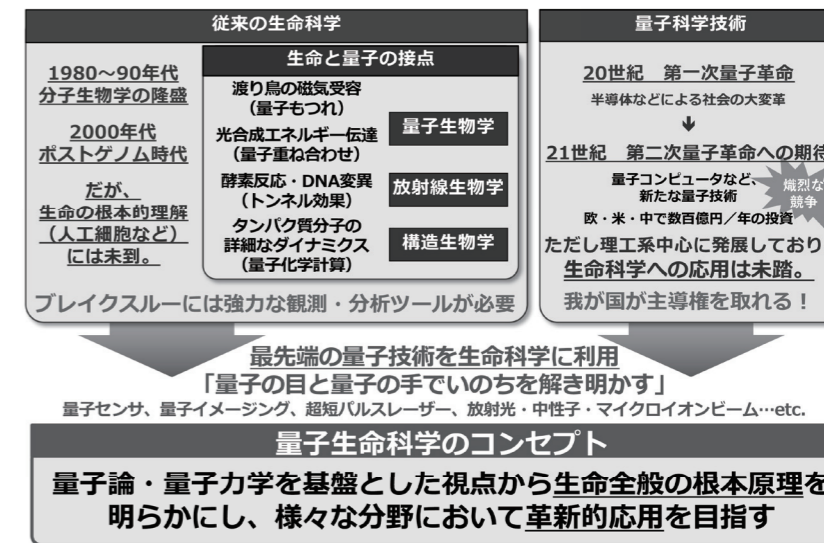 従来の生命科学
1980～90年代
分子生物学の隆盛
2000年代
ポストゲノム時代
だが、
生命の根本的理解
（人工細胞など）
には未到。
生命と量子の接点
渡り鳥の磁気受容
（量子もつれ）
光合成エネルギー伝達
（量子重ね合わせ）
量子生物学
酵素反応・DNA変異
（トンネル効果）
放射線生物学
タンパク質分子の
詳細なダイナミクス
（量子化学計算）
構造生物学
ブレイクスルーには強力な観測・分析ツールが必要
量子科学技術
20世紀　第一次量子革命
半導体などによる社会の大変革
21世紀　第二次量子革命への期待
量子コンピュータなど、
新たな量子技術
熾烈な
競争
欧・米・中で数百億円／年の投資
ただし理工系中心に発展しており
生命科学への応用は未踏。
我が国が主導権を取れる！
最先端の量子技術を生命科学に利用
「量子の目と量子の手でいのちを解き明かす」
量子センサ、量子イメージング、超短パルスレーザー、放射光・中性子・マイクロイオンビーム…etc.
量子生命科学のコンセプト
量子論・量子力学を基盤とした視点から生命全般の根本原理を
明らかにし、様々な分野において革新的応用を目指す